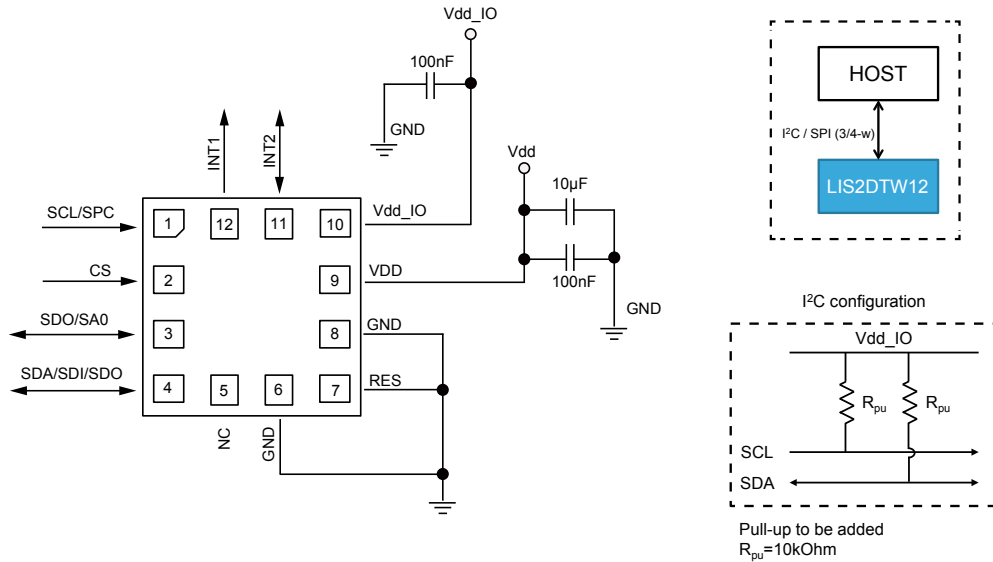 Vdd_IO
100nF
GND
INT1
INT2
Vdd
10µF
100nF
GND
SCL/SPC
CS
SDO/SA0
SDA/SDI/SDO
1
12
11
10
2
9
3
8
4
5
6
7
Vdd_IO
VDD
GND
RES
NC
GND
HOST
I²C / SPI (3/4-w)
LIS2DTW12
I²C configuration
Vdd_IO
Rpu
Rpu
SCL
SDA
Pull-up to be added
Rpu=10kOhm